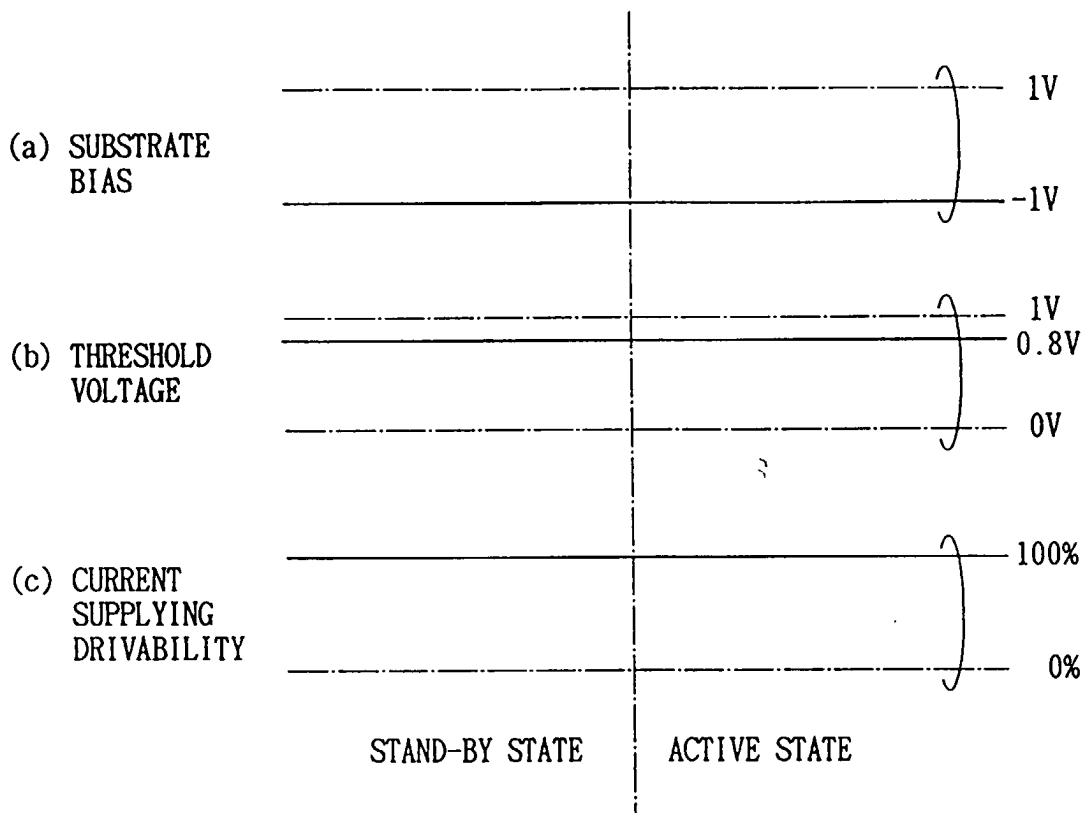 1V
(a) SUBSTRATE
BIAS
-1V
1V
(b) THRESHOLD
VOLTAGE
0.8V
0V
100%
(c) CURRENT
SUPPLYING
DRIVABILITY
0%
STAND-BY STATE
ACTIVE STATE